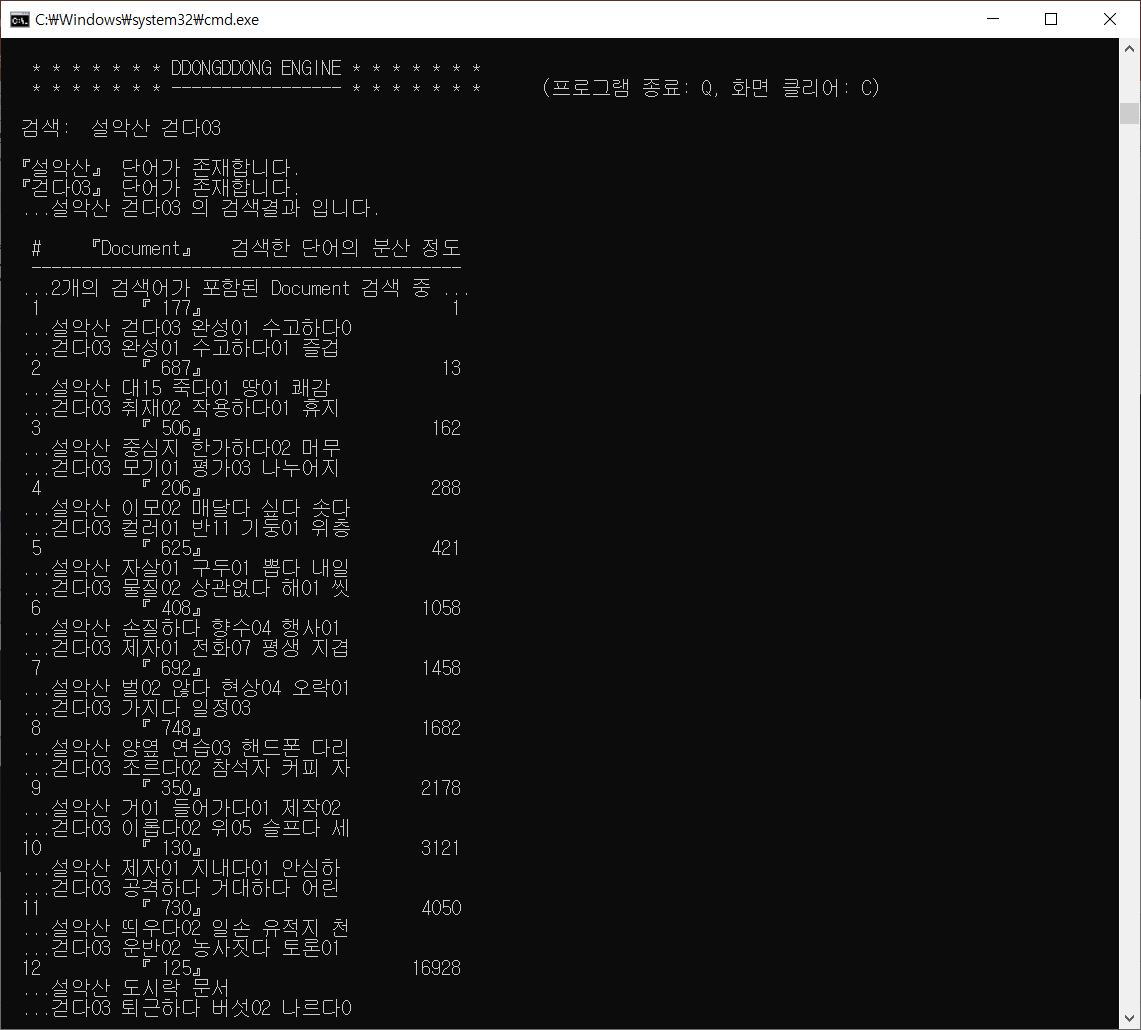 C:\Windows\system32\cmd.exe
* * * * * * * DDONGDDONG ENGINE * * * * * * *
* * * * * * * ----------------- * * * * * * * (프로그램 종료: Q, 화면 클리어: C)
검색: 설악산 걷다03
『설악산』 단어가 존재합니다.
『걷다03』 단어가 존재합니다.
...설악산 걷다03 의 검색결과 입니다.
# 『Document』 검색한 단어의 분산 정도
-------------------------------------------
...2개의 검색어가 포함된 Document 검색 중 ...
1 『 177』 1
...설악산 걷다03 완성01 수고하다0
...걷다03 완성01 수고하다01 즐겁
2 『 687』 13
...설악산 대15 죽다01 땅01 쾌감
...걷다03 취재02 작용하다01 휴지
3 『 506』 162
...설악산 중심지 한가하다02 머무
...걷다03 모기01 평가03 나누어지
4 『 206』 288
...설악산 이모02 매달다 싶다 솟다
...걷다03 컬러01 반11 기둥01 위층
5 『 625』 421
...설악산 자살01 구두01 뽑다 내일
...걷다03 물질02 상관없다 해01 씻
6 『 408』 1058
...설악산 손질하다 향수04 행사01
...걷다03 제자01 전화07 평생 지겹
7 『 692』 1458
...설악산 벌02 않다 현상04 오락01
...걷다03 가지다 일정03
8 『 748』 1682
...설악산 양옆 연습03 핸드폰 다리
...걷다03 조르다02 참석자 커피 자
9 『 350』 2178
...설악산 거01 들어가다01 제작02
...걷다03 이롭다02 위05 슬프다 세
10 『 130』 3121
...설악산 제자01 지내다01 안심하
...걷다03 공격하다 거대하다 어린
11 『 730』 4050
...설악산 띄우다02 일손 유적지 천
...걷다03 운반02 농사짓다 토론01
12 『 125』 16928
...설악산 도시락 문서
...걷다03 퇴근하다 버섯02 나르다0